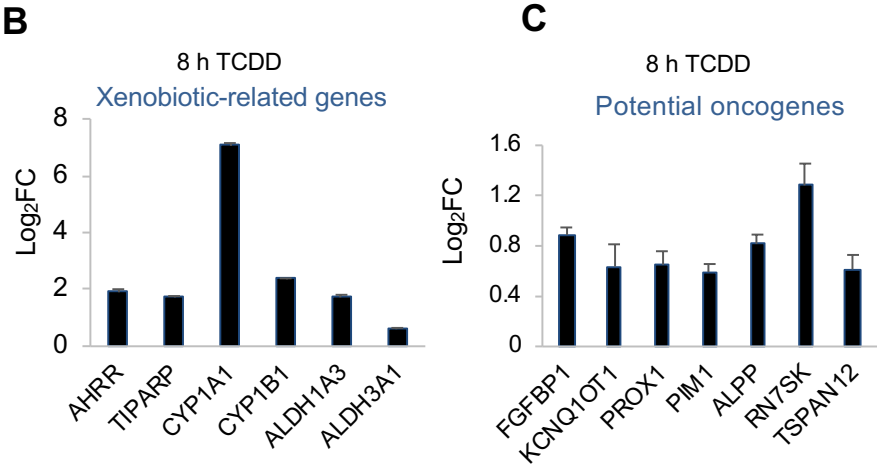 B
8 h TCDD
Xenobiotic-related genes
Log₂FC
8
6
4
2
0
AHRR
TIPARP
CYP1A1
CYP1B1
ALDH1A3
ALDH3A1
C
8 h TCDD
Potential oncogenes
Log₂FC
1.6
1.2
0.8
0.4
0
FGFBP1
KCNQ1OT1
PROX1
PIM1
ALPP
RN7SK
TSPAN12